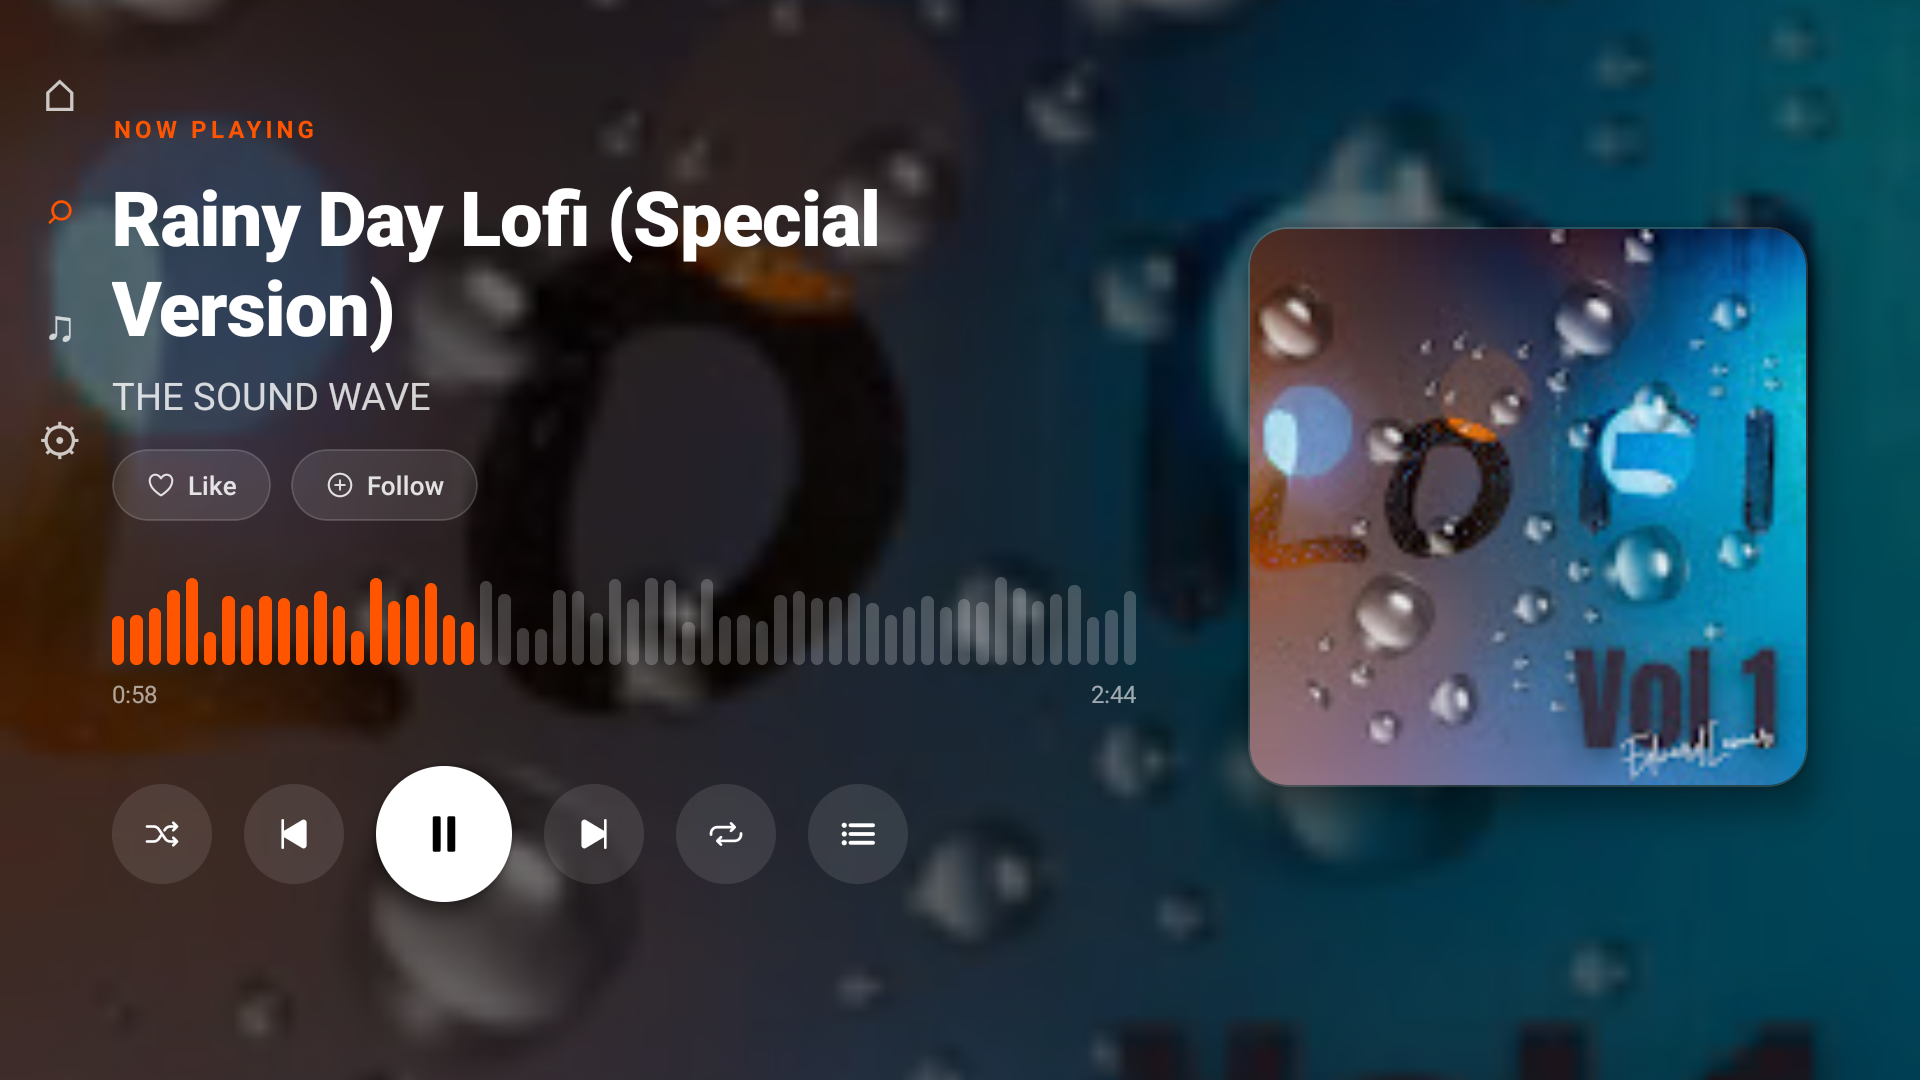 NOW PLAYING
Rainy Day Lofi (Special
Version)
THE SOUND WAVE
Like
Follow
0:58
2:44
LOFI
Vol 1